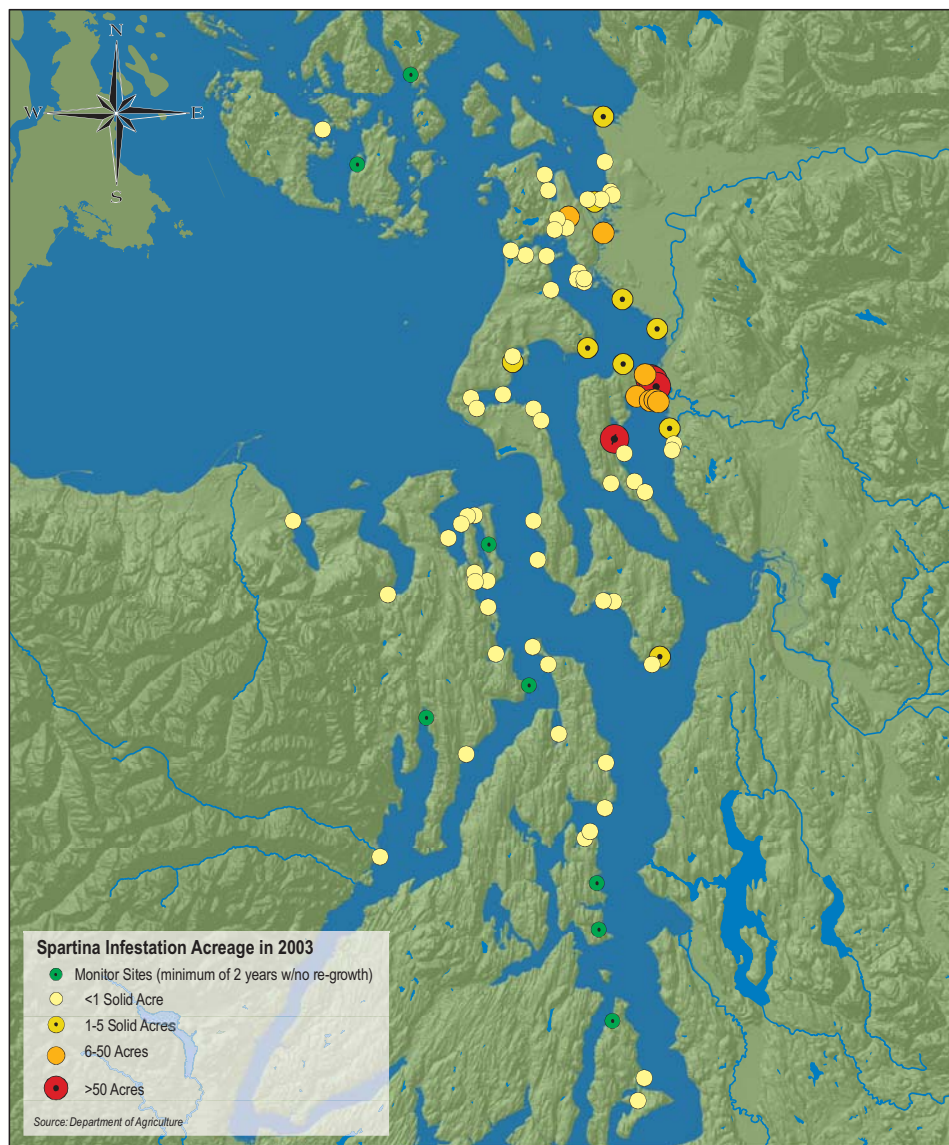 N
W E
S
Spartina Infestation Acreage in 2003
Monitor Sites (minimum of 2 years w/no re-growth)
<1 Solid Acre
1-5 Solid Acres
6-50 Acres
>50 Acres
Source: Department of Agriculture